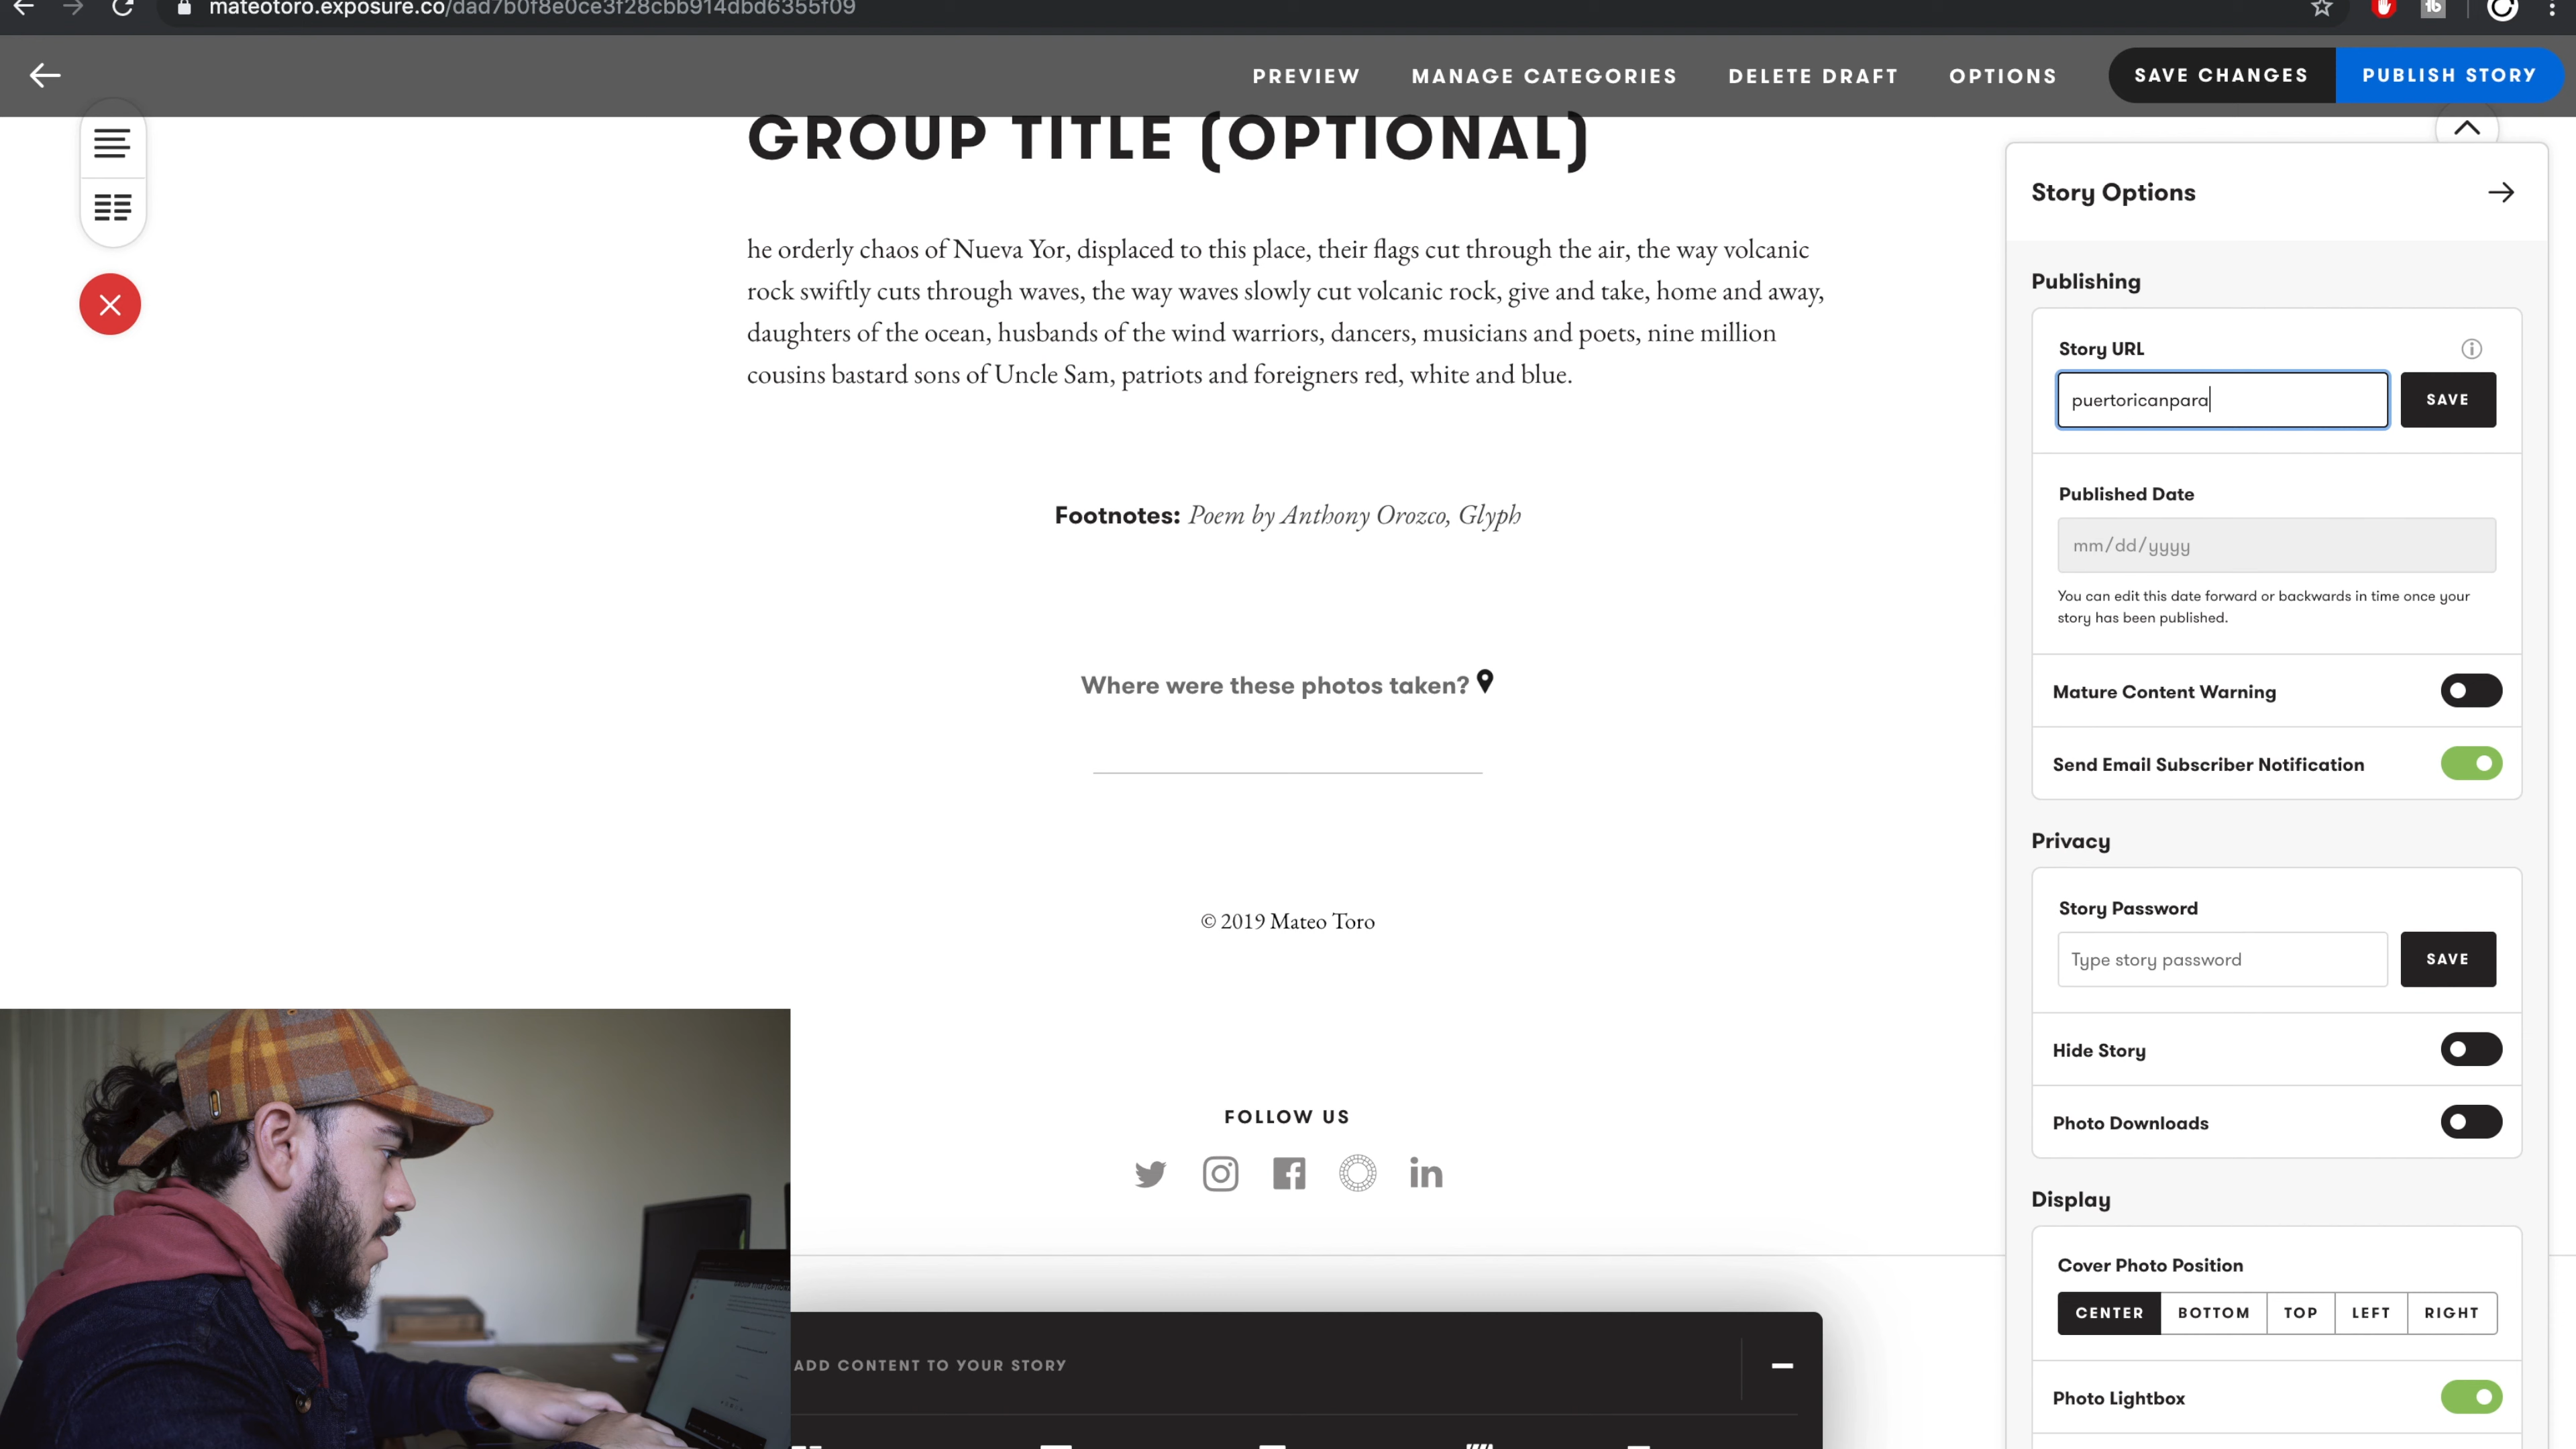 mateotoro.exposure.co/dad7b0f8e0ce3f28cbb914dbd6355f09
PREVIEW MANAGE CATEGORIES DELETE DRAFT OPTIONS SAVE CHANGES PUBLISH STORY
GROUP TITLE (OPTIONAL)
he orderly chaos of Nueva Yor, displaced to this place, their flags cut through the air, the way volcanic
rock swiftly cuts through waves, the way waves slowly cut volcanic rock, give and take, home and away,
daughters of the ocean, husbands of the wind warriors, dancers, musicians and poets, nine million
cousins bastard sons of Uncle Sam, patriots and foreigners red, white and blue.
Footnotes: Poem by Anthony Orozco, Glyph
Where were these photos taken?
© 2019 Mateo Toro
FOLLOW US
in
ADD CONTENT TO YOUR STORY
Story Options
Publishing
Story URL
puertoricanpara SAVE
Published Date
mm/dd/yyyy
You can edit this date forward or backwards in time once your
story has been published.
Mature Content Warning
Send Email Subscriber Notification
Privacy
Story Password
Type story password SAVE
Hide Story
Photo Downloads
Display
Cover Photo Position
CENTER BOTTOM TOP LEFT RIGHT
Photo Lightbox